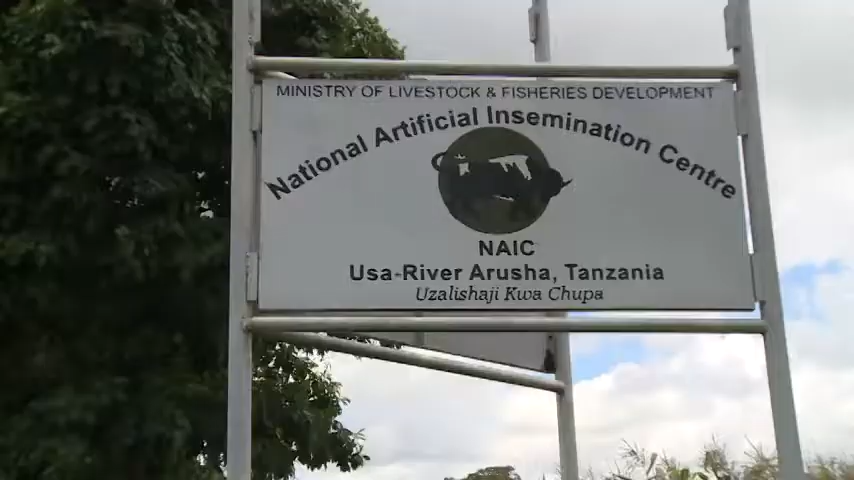 MINISTRY OF LIVESTOCK & FISHERIES DEVELOPMENT
National Artificial Insemination Centre
NAIC
Usa-River Arusha, Tanzania
Uzalishaji Kwa Chupa